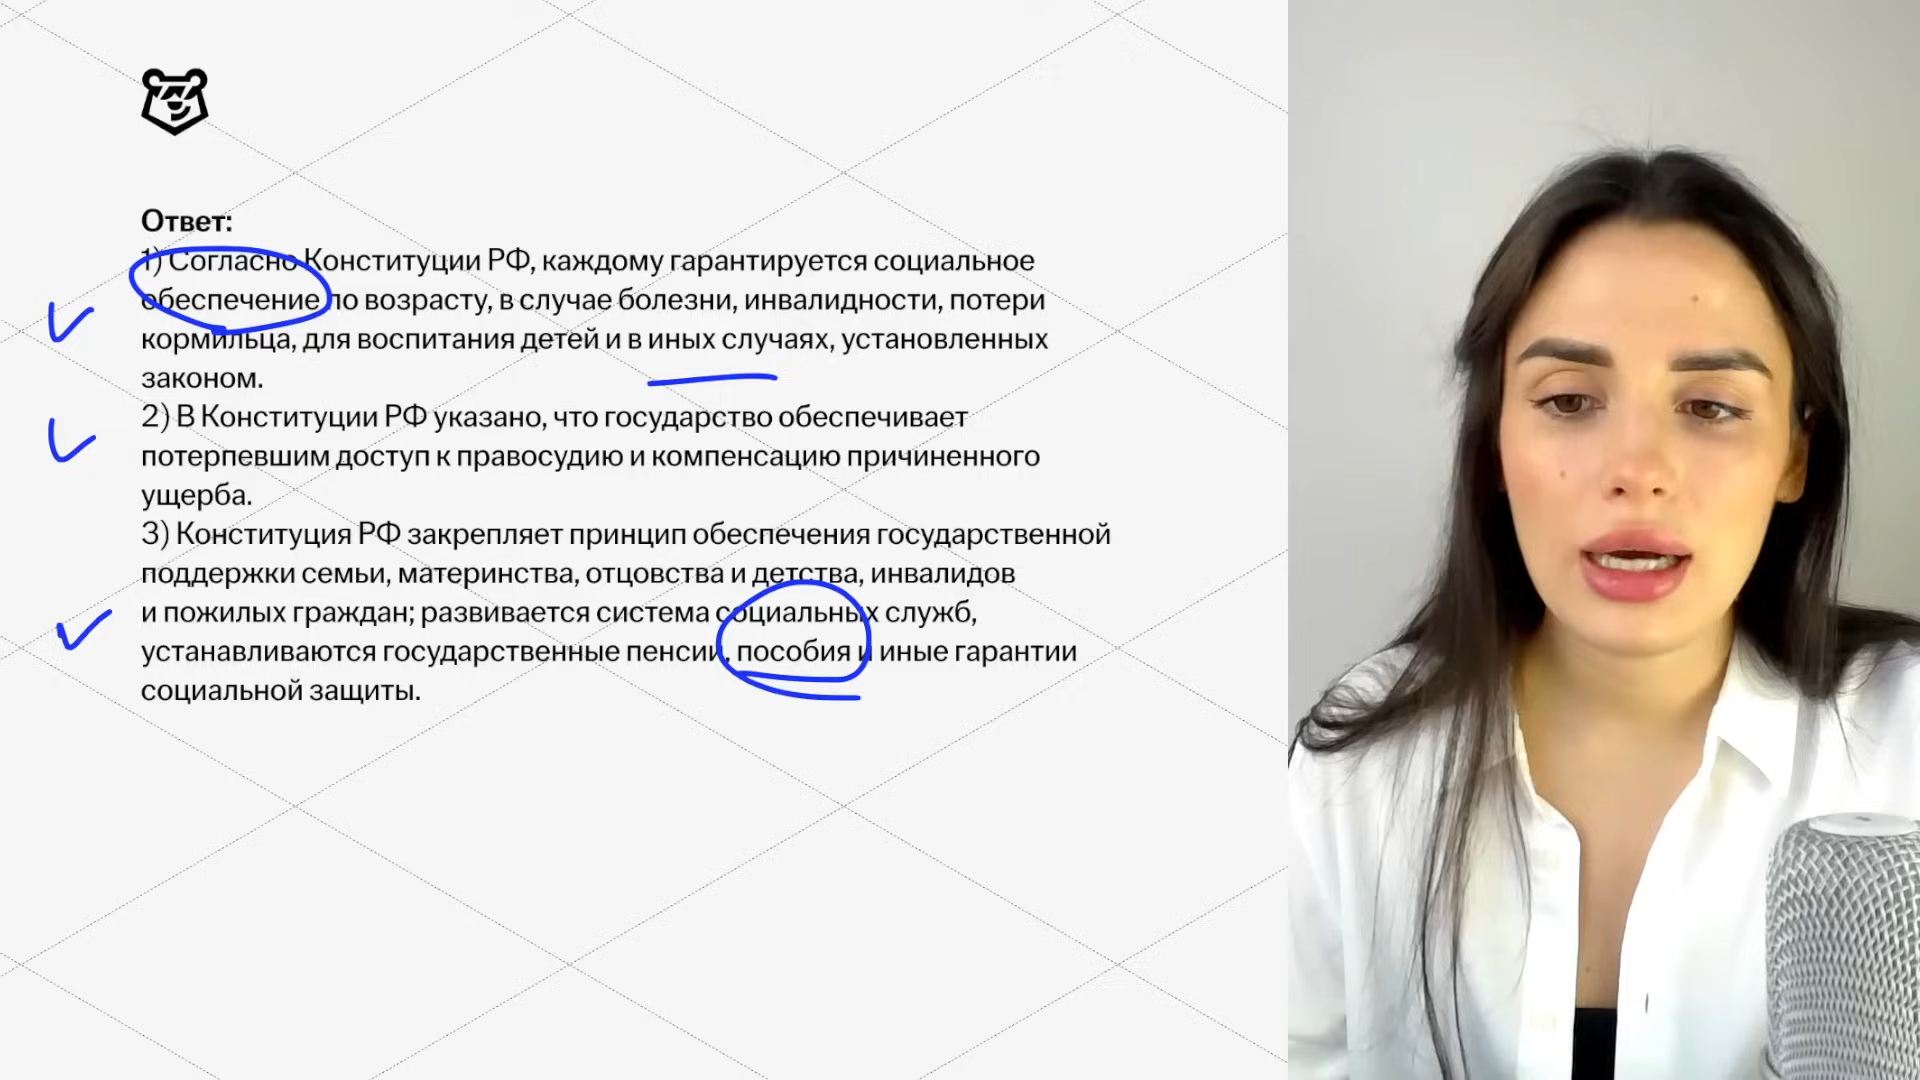 Ответ:
1) Согласно Конституции РФ, каждому гарантируется социальное
обеспечение по возрасту, в случае болезни, инвалидности, потери
кормильца, для воспитания детей и в иных случаях, установленных
законом.
2) В Конституции РФ указано, что государство обеспечивает
потерпевшим доступ к правосудию и компенсацию причиненного
ущерба.
3) Конституция РФ закрепляет принцип обеспечения государственной
поддержки семьи, материнства, отцовства и детства, инвалидов
и пожилых граждан; развивается система социальных служб,
устанавливаются государственные пенсии, пособия и иные гарантии
социальной защиты.